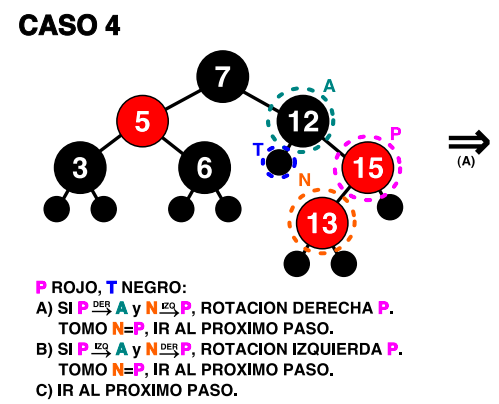 CASO 4
7
A
5
12
T
P
3
6
15
N
13
⇒
(A)
P ROJO, T NEGRO:
A) SI P DER→ A y N IZQ→ P, ROTACION DERECHA P.
TOMO N=P, IR AL PROXIMO PASO.
B) SI P IZQ→ A y N DER→ P, ROTACION IZQUIERDA P.
TOMO N=P, IR AL PROXIMO PASO.
C) IR AL PROXIMO PASO.